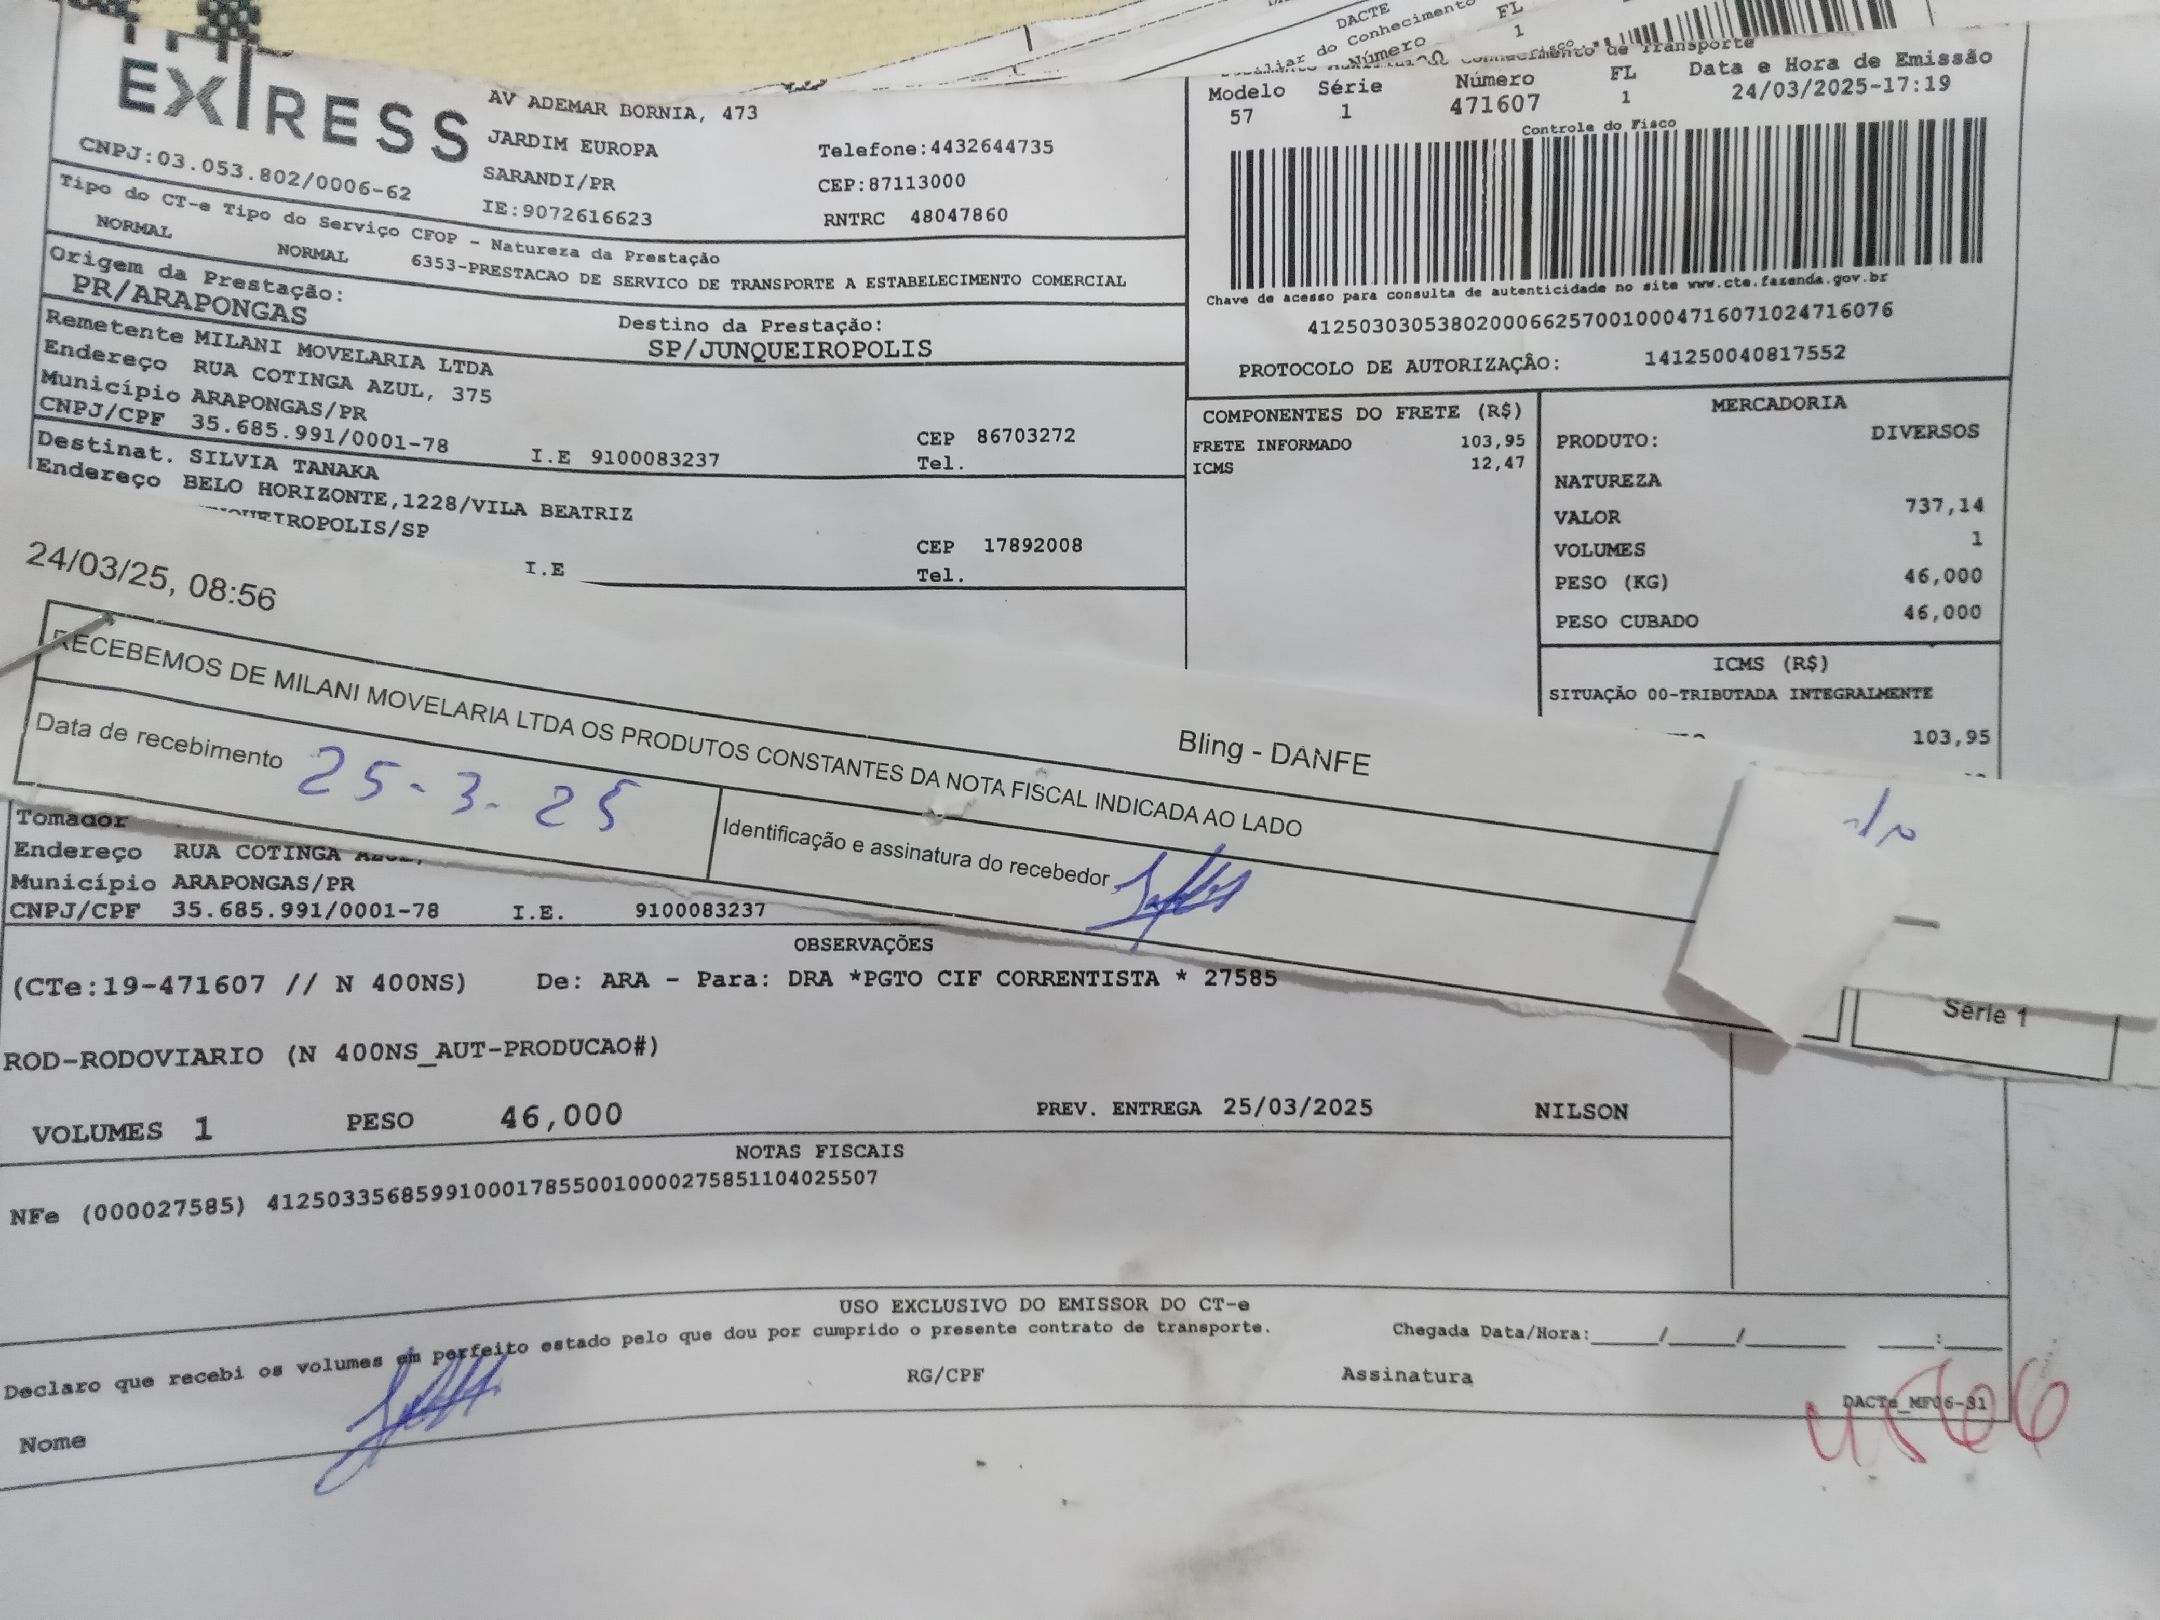 DACTE
FL
1
Número
EXPRESS
CNPJ:03.053.802/0006-62
AV ADEMAR BORNIA, 473
JARDIM EUROPA
SARANDI/PR
IE:9072616623
Telefone:4432644735
CEP:87113000
RNTRC 48047860
Modelo Série Número FL Data e Hora de Emissão
57 1 471607 1 24/03/2025-17:19
Controle do Fisco
Chave de acesso para consulta de autenticidade no site www.cte.fazenda.gov.br
41250303053802000662570010004716071024716076
PROTOCOLO DE AUTORIZAÇÃO: 141250040817552
Tipo do CT-e Tipo do Serviço CFOP - Natureza da Prestação
NORMAL NORMAL 6353-PRESTACAO DE SERVICO DE TRANSPORTE A ESTABELECIMENTO COMERCIAL
Origem da Prestação: Destino da Prestação:
PR/ARAPONGAS SP/JUNQUEIROPOLIS
Remetente MILANI MOVELARIA LTDA
Endereço RUA COTINGA AZUL, 375
Município ARAPONGAS/PR CEP 86703272
CNPJ/CPF 35.685.991/0001-78 I.E 9100083237 Tel.
Destinat. SILVIA TANAKA
Endereço BELO HORIZONTE,1228/VILA BEATRIZ
CEP 17892008
I.E Tel.
COMPONENTES DO FRETE (R$)
FRETE INFORMADO 103,95
ICMS 12,47
MERCADORIA
PRODUTO: DIVERSOS
NATUREZA
VALOR 737,14
VOLUMES 1
PESO (KG) 46,000
PESO CUBADO 46,000
ICMS (R$)
SITUAÇÃO 00-TRIBUTADA INTEGRALMENTE
103,95
24/03/25, 08:56
Bling - DANFE
RECEBEMOS DE MILANI MOVELARIA LTDA OS PRODUTOS CONSTANTES DA NOTA FISCAL INDICADA AO LADO
Data de recebimento 25-3-25
Identificação e assinatura do recebedor
Série 1
Tomador
Endereço RUA COTINGA
Município ARAPONGAS/PR
CNPJ/CPF 35.685.991/0001-78 I.E. 9100083237
OBSERVAÇÕES
(CTe:19-471607 // N 400NS) De: ARA - Para: DRA *PGTO CIF CORRENTISTA * 27585
ROD-RODOVIARIO (N 400NS_AUT-PRODUCAO#)
VOLUMES 1 PESO 46,000 PREV. ENTREGA 25/03/2025 NILSON
NOTAS FISCAIS
NFe (000027585) 41250335685991000178550010000275851104025507
USO EXCLUSIVO DO EMISSOR DO CT-e
Declaro que recebi os volumes em perfeito estado pelo que dou por cumprido o presente contrato de transporte.
Chegada Data/Hora:____/____/______ ___:___
Nome RG/CPF Assinatura
DACTe_MF06-31